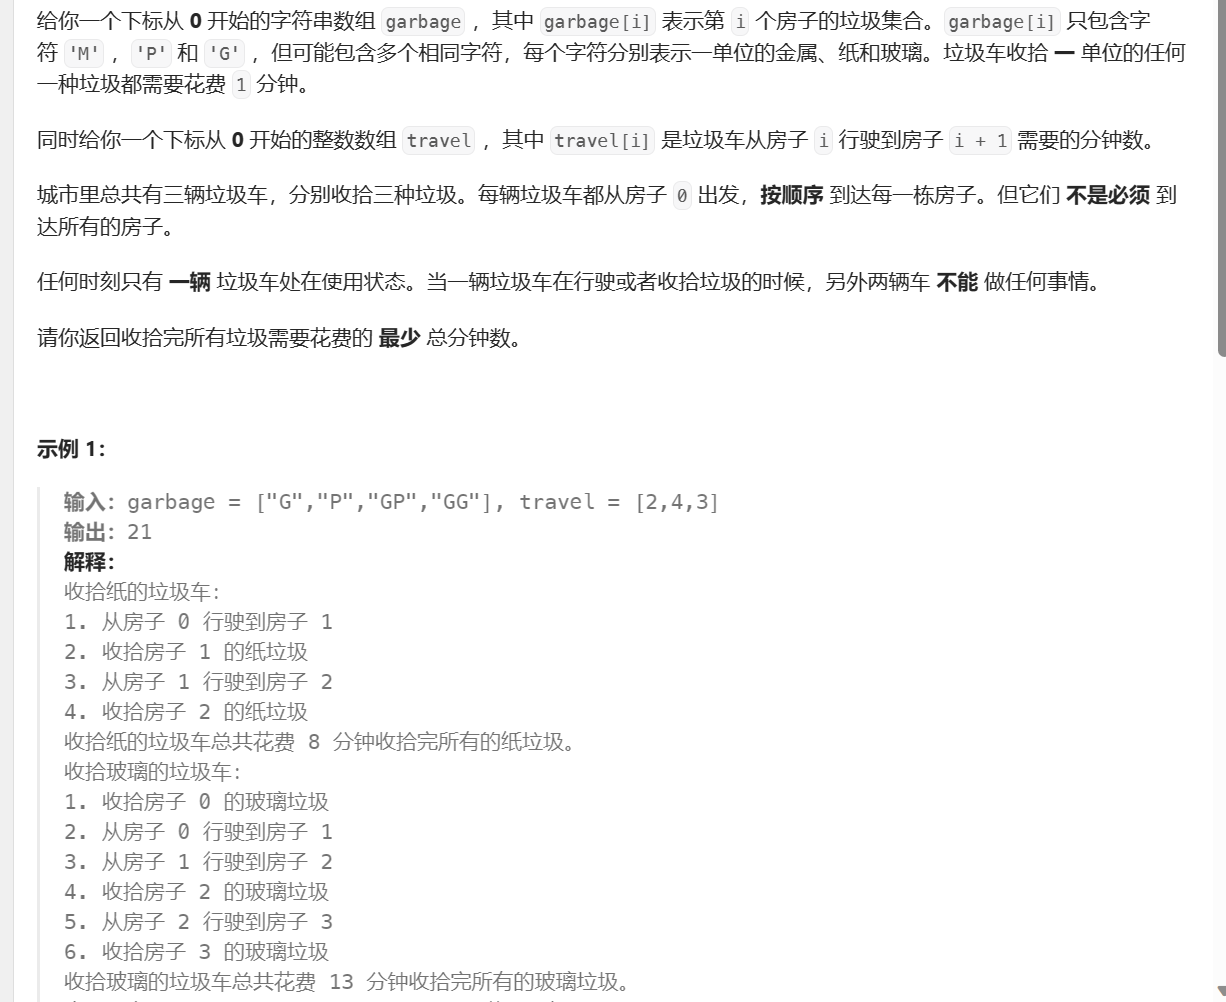 给你一个下标从 0 开始的字符串数组 garbage ，其中 garbage[i] 表示第 i 个房子的垃圾集合。garbage[i] 只包含字
符 'M' ，'P' 和 'G' ，但可能包含多个相同字符，每个字符分别表示一单位的金属、纸和玻璃。垃圾车收拾 一 单位的任何
一种垃圾都需要花费 1 分钟。
同时给你一个下标从 0 开始的整数数组 travel ，其中 travel[i] 是垃圾车从房子 i 行驶到房子 i + 1 需要的分钟数。
城市里总共有三辆垃圾车，分别收拾三种垃圾。每辆垃圾车都从房子 0 出发，按顺序 到达每一栋房子。但它们 不是必须 到
达所有的房子。
任何时刻只有 一辆 垃圾车处在使用状态。当一辆垃圾车在行驶或者收拾垃圾的时候，另外两辆车 不能 做任何事情。
请你返回收拾完所有垃圾需要花费的 最少 总分钟数。
示例 1：
输入：garbage = ["G","P","GP","GG"], travel = [2,4,3]
输出：21
解释：
收拾纸的垃圾车：
1. 从房子 0 行驶到房子 1
2. 收拾房子 1 的纸垃圾
3. 从房子 1 行驶到房子 2
4. 收拾房子 2 的纸垃圾
收拾纸的垃圾车总共花费 8 分钟收拾完所有的纸垃圾。
收拾玻璃的垃圾车：
1. 收拾房子 0 的玻璃垃圾
2. 从房子 0 行驶到房子 1
3. 从房子 1 行驶到房子 2
4. 收拾房子 2 的玻璃垃圾
5. 从房子 2 行驶到房子 3
6. 收拾房子 3 的玻璃垃圾
收拾玻璃的垃圾车总共花费 13 分钟收拾完所有的玻璃垃圾。